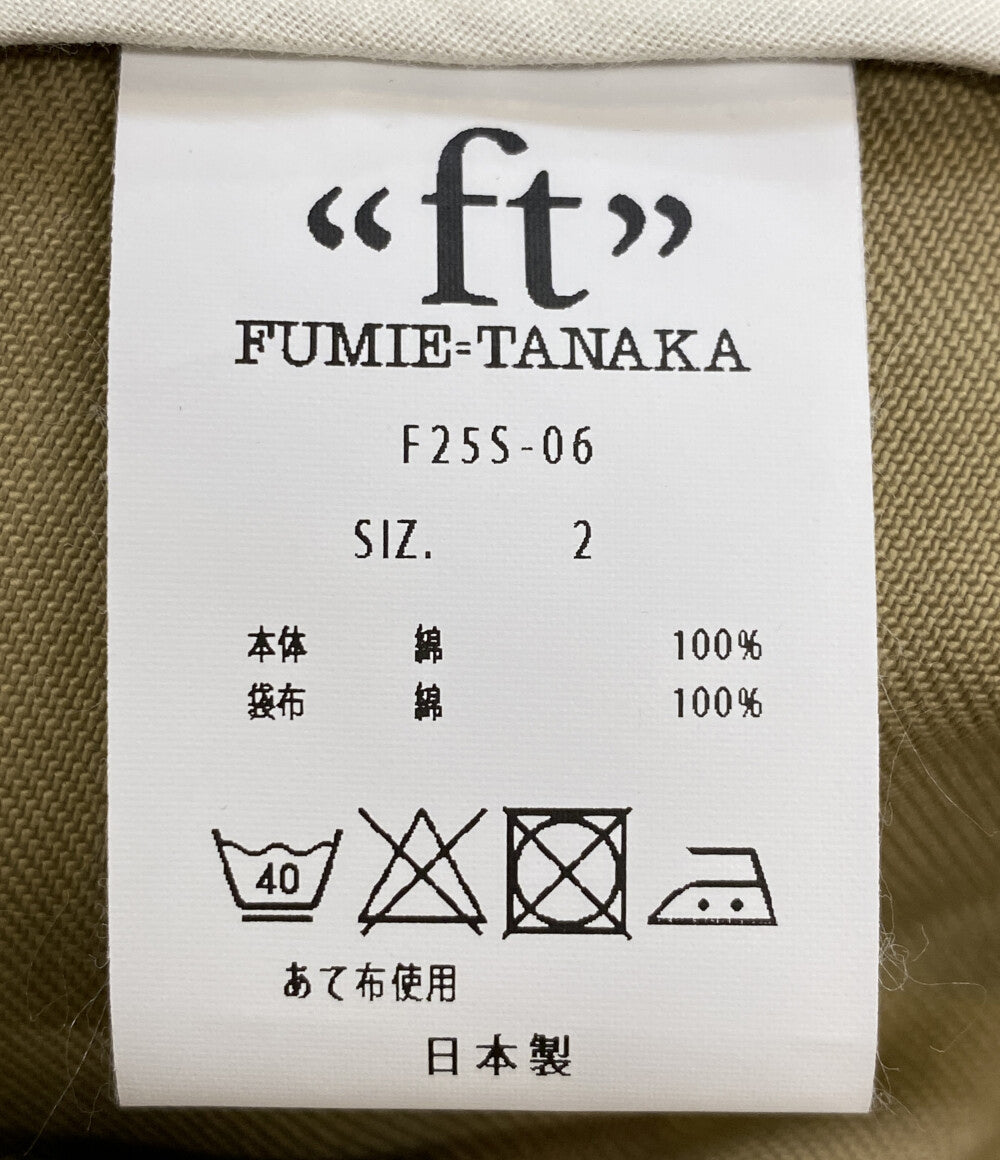 “ft”
FUMIE=TANAKA
F25S-06
SIZ. 2
本体 綿 100%
袋布 綿 100%
40
あて布使用
日本製